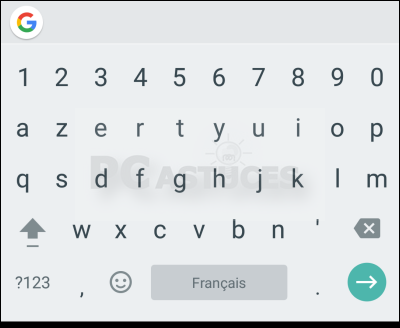 G
1 2 3 4 5 6 7 8 9 0
a z e r t y u i o p
PC ASTUCES
q s d f g h j k l m
w x c v b n '
?123 , Français .